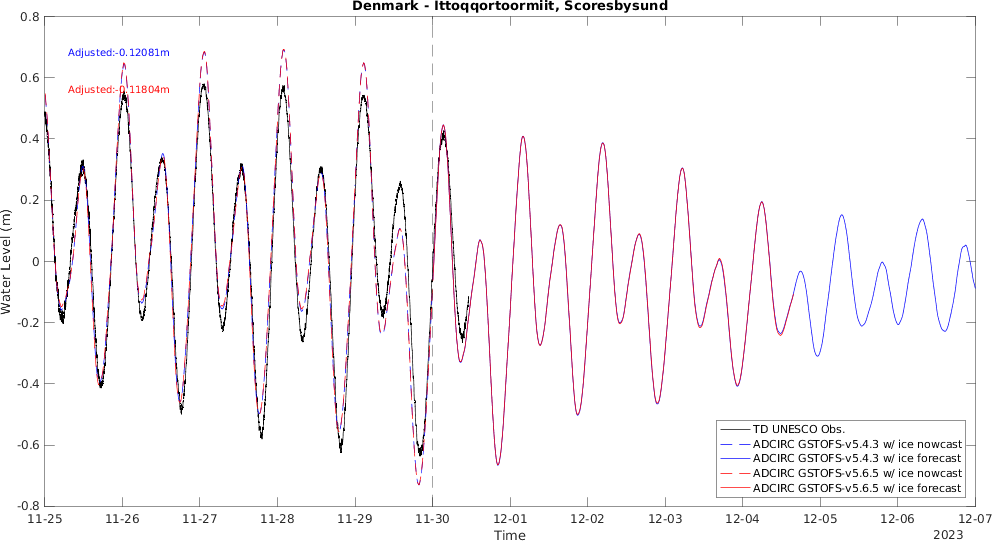 Denmark - Ittoqqortoormiit, Scoresbysund
Adjusted:-0.12081m
Adjusted:-0.11804m
Water Level (m)
0.8
0.6
0.4
0.2
0
-0.2
-0.4
-0.6
-0.8
TD UNESCO Obs.
ADCIRC GSTOFS-v5.4.3 w/ ice nowcast
ADCIRC GSTOFS-v5.4.3 w/ ice forecast
ADCIRC GSTOFS-v5.6.5 w/ ice nowcast
ADCIRC GSTOFS-v5.6.5 w/ ice forecast
11-25 11-26 11-27 11-28 11-29 11-30 12-01 12-02 12-03 12-04 12-05 12-06 12-07
Time
2023